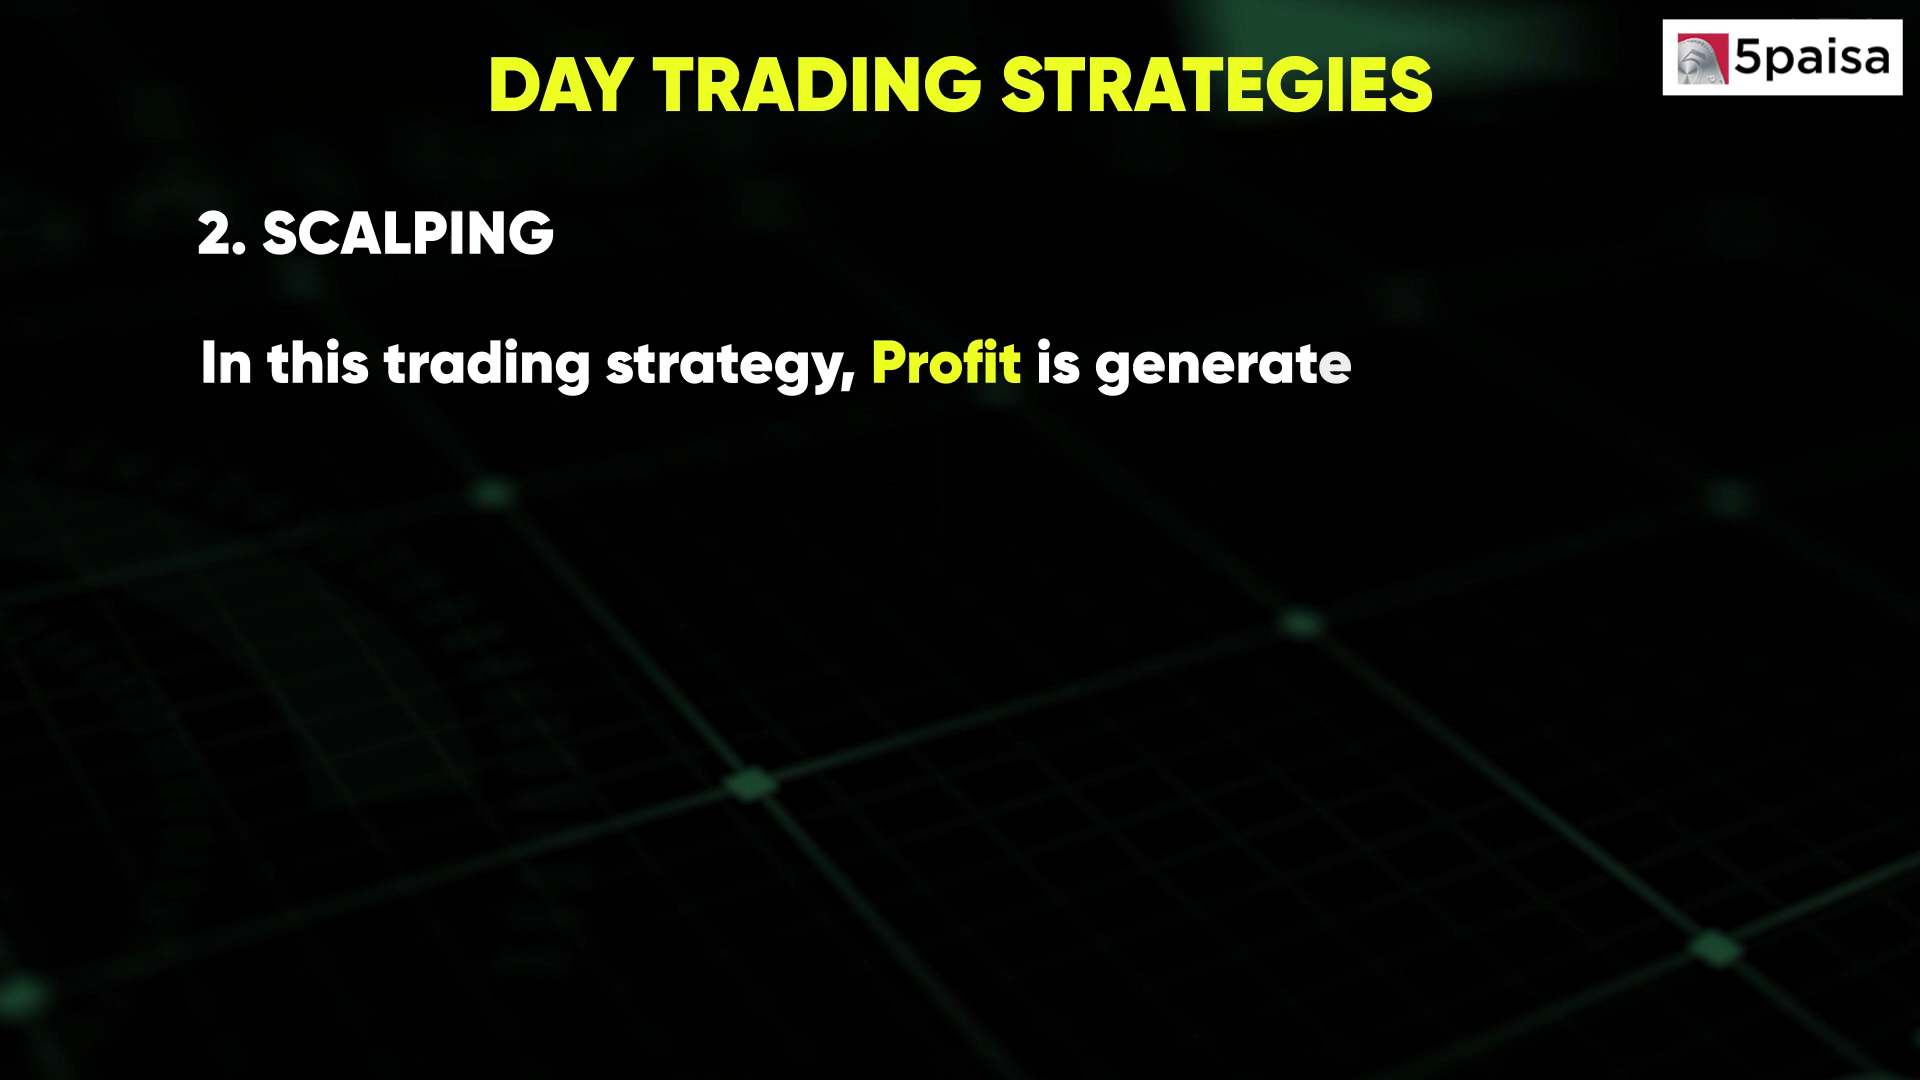 5paisa
DAY TRADING STRATEGIES
2. SCALPING
In this trading strategy, Profit is generate